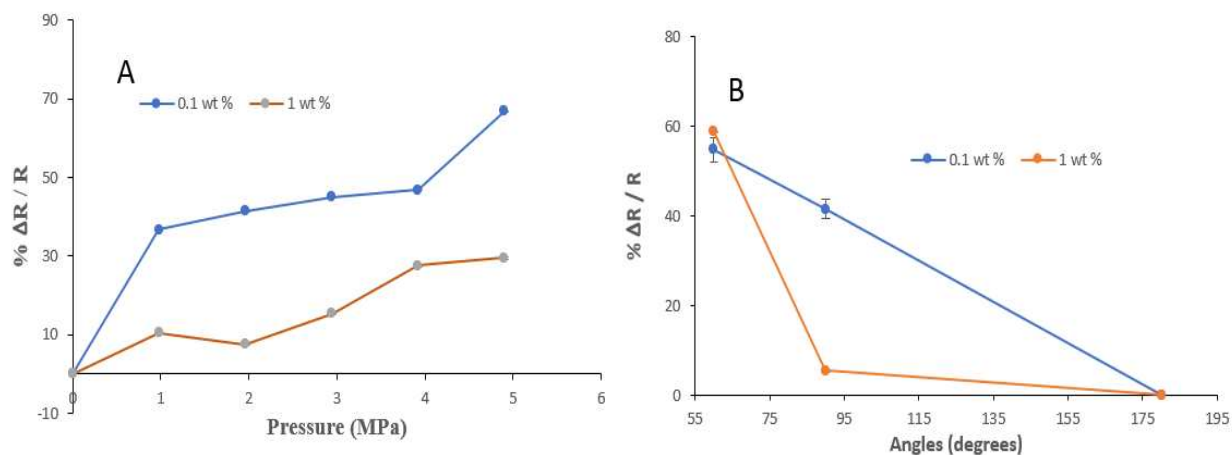 90
70
50
30
10
-10
% ΔR / R
A
0.1 wt % 1 wt %
0 1 2 3 4 5 6
Pressure (MPa)
80
60
40
20
0
% ΔR / R
B
0.1 wt % 1 wt %
55 75 95 115 135 155 175 195
Angles (degrees)